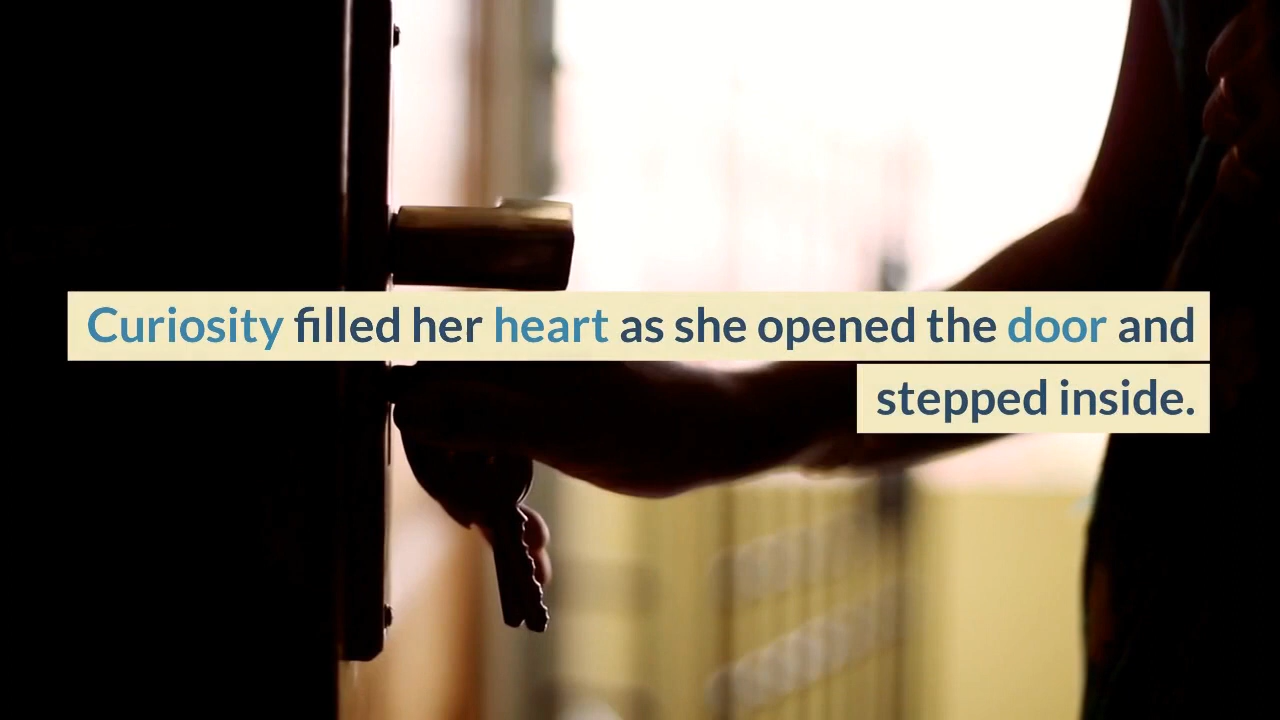 Curiosity filled her heart as she opened the door and
stepped inside.